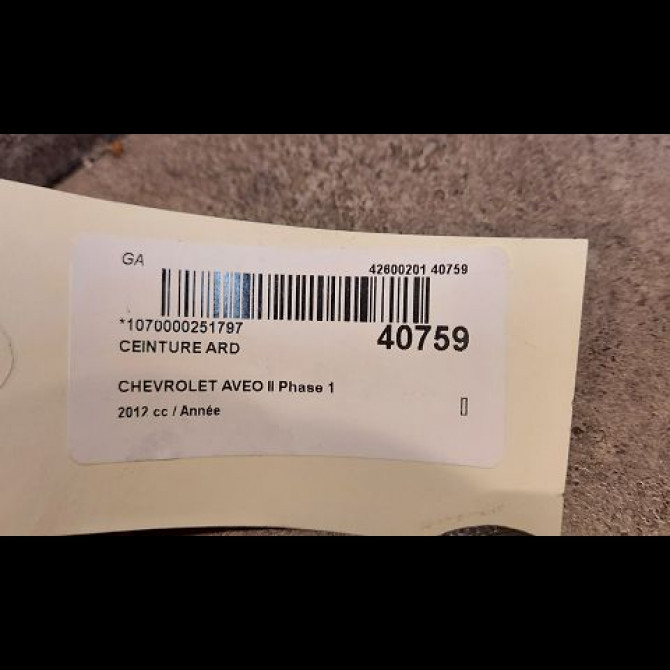 GA
42600201 40759
*1070000251797
40759
CEINTURE ARD
CHEVROLET AVEO II Phase 1
2012 cc / Année